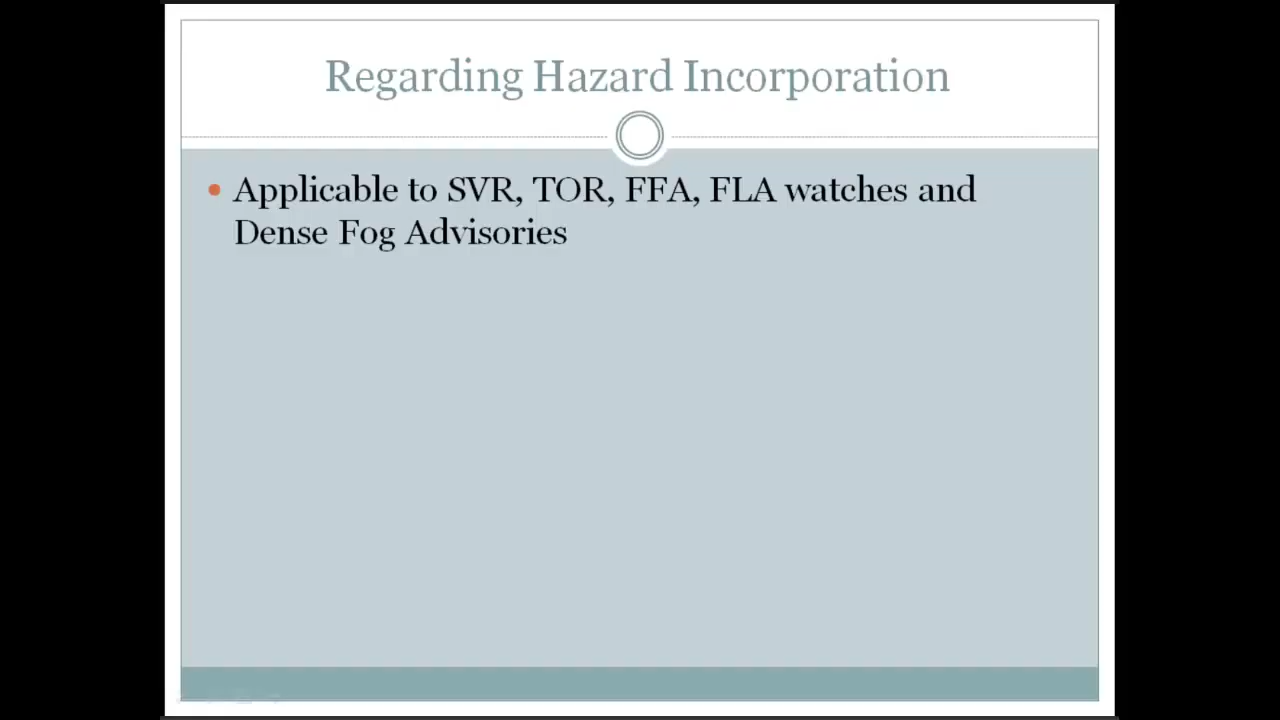 Regarding Hazard Incorporation
Applicable to SVR, TOR, FFA, FLA watches and
Dense Fog Advisories